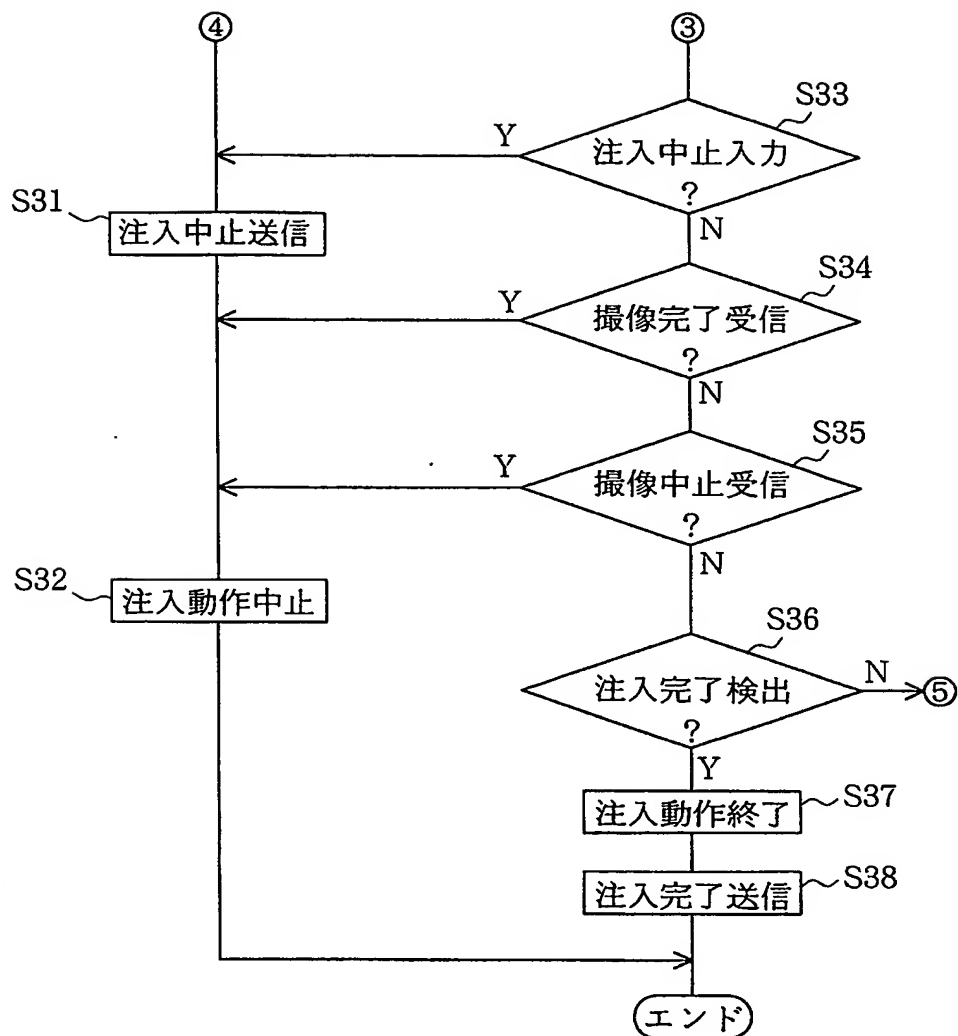 ④
③
S33
Y
注入中止入力
?
N
S31
注入中止送信
S34
Y
撮像完了受信
?
N
S35
Y
撮像中止受信
?
N
S32
注入動作中止
S36
注入完了検出
?
N
⑤
Y
注入動作終了
S37
注入完了送信
S38
エンド